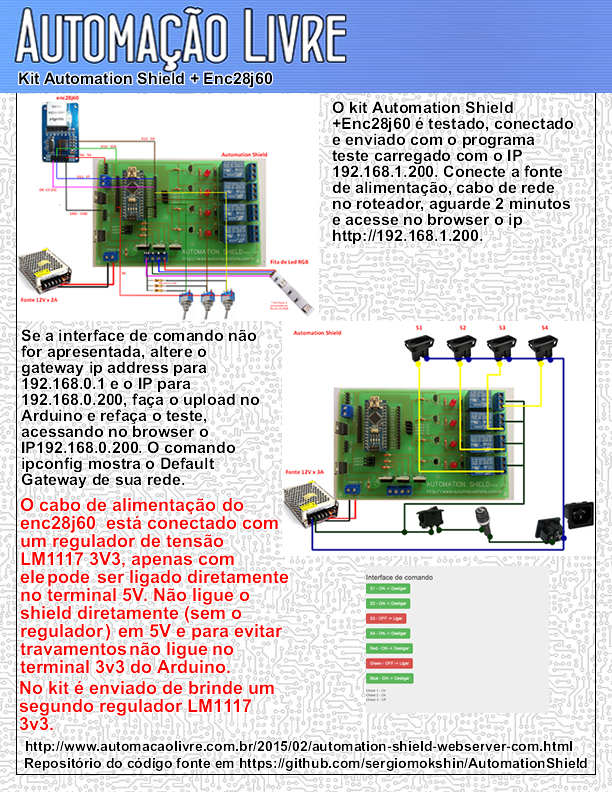 AUTOMAÇÃO LIVRE
Kit Automation Shield + Enc28j60
enc28j60
Automation Shield
AUTOMATION SHIELD
Fita de Led RGB
Fonte 12V x 2A
O kit Automation Shield
+Enc28j60 é testado, conectado
e enviado com o programa
teste carregado com o IP
192.168.1.200. Conecte a fonte
de alimentação, cabo de rede
no roteador, aguarde 2 minutos
e acesse no browser o ip
http://192.168.1.200.
Se a interface de comando não
for apresentada, altere o
gateway ip address para
192.168.0.1 e o IP para
192.168.0.200, faça o upload no
Arduino e refaça o teste,
acessando no browser o
IP192.168.0.200. O comando
ipconfig mostra o Default
Gateway de sua rede.
Automation Shield
S1 S2 S3 S4
AUTOMATION SHIELD
Fonte 12V x 3A
O cabo de alimentação do
enc28j60 está conectado com
um regulador de tensão
LM1117 3V3, apenas com
ele pode ser ligado diretamente
no terminal 5V. Não ligue o
shield diretamente (sem o
regulador) em 5V e para evitar
travamentos não ligue no
terminal 3v3 do Arduino.
No kit é enviado de brinde um
segundo regulador LM1117
3v3.
Interface de comando
S1 - ON -> Desligar
S2 - ON -> Desligar
S3 - OFF -> Ligar
S4 - ON -> Desligar
Red - ON -> Desligar
Green - OFF -> Ligar
Blue - ON -> Desligar
http://www.automacaolivre.com.br/2015/02/automation-shield-webserver-com.html
Repositório do código fonte em https://github.com/sergiomokshin/AutomationShield